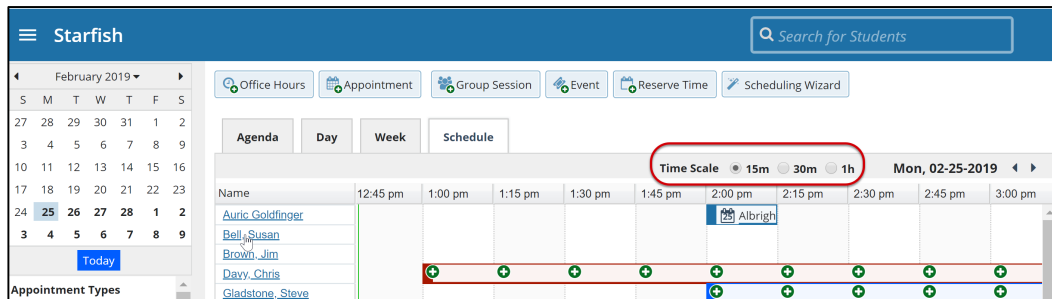 Starfish
Search for Students
February 2019
S M T W T F S
27 28 29 30 31 1 2
3 4 5 6 7 8 9
10 11 12 13 14 15 16
17 18 19 20 21 22 23
24 25 26 27 28 1 2
3 4 5 6 7 8 9
Today
Appointment Types
Office Hours Appointment Group Session Event Reserve Time Scheduling Wizard
Agenda Day Week Schedule
Time Scale 15m 30m 1h Mon, 02-25-2019
Name 12:45 pm 1:00 pm 1:15 pm 1:30 pm 1:45 pm 2:00 pm 2:15 pm 2:30 pm 2:45 pm 3:00 pm
Auric Goldfinger 25 Albrigh
Bell, Susan
Brown, Jim
Davy, Chris
Gladstone, Steve